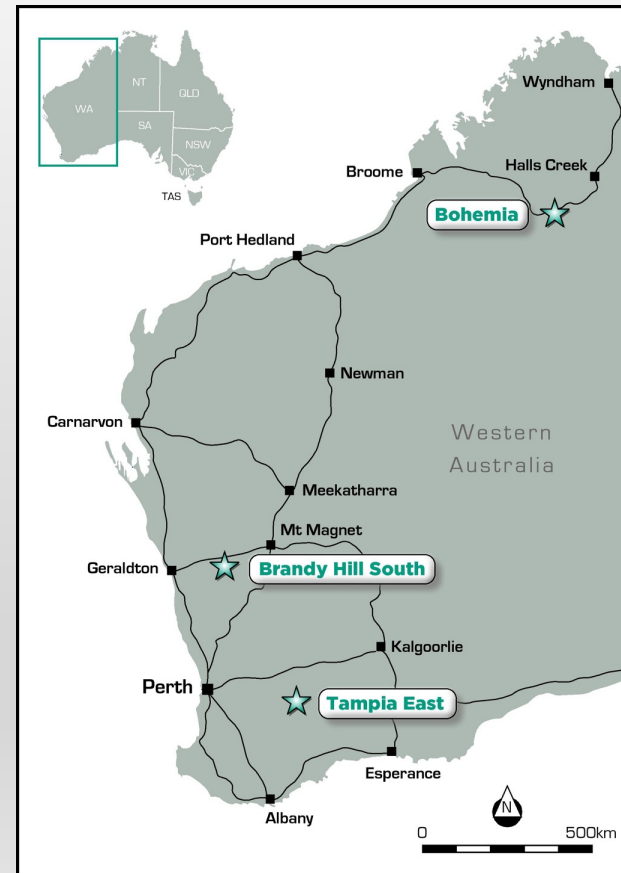 NT
QLD
WA
SA
NSW
VIC
TAS
Wyndham
Broome
Halls Creek
Bohemia
Port Hedland
Newman
Carnarvon
Western
Australia
Meekatharra
Mt Magnet
Geraldton
Brandy Hill South
Kalgoorlie
Perth
Tampia East
Esperance
Albany
N
0
500km